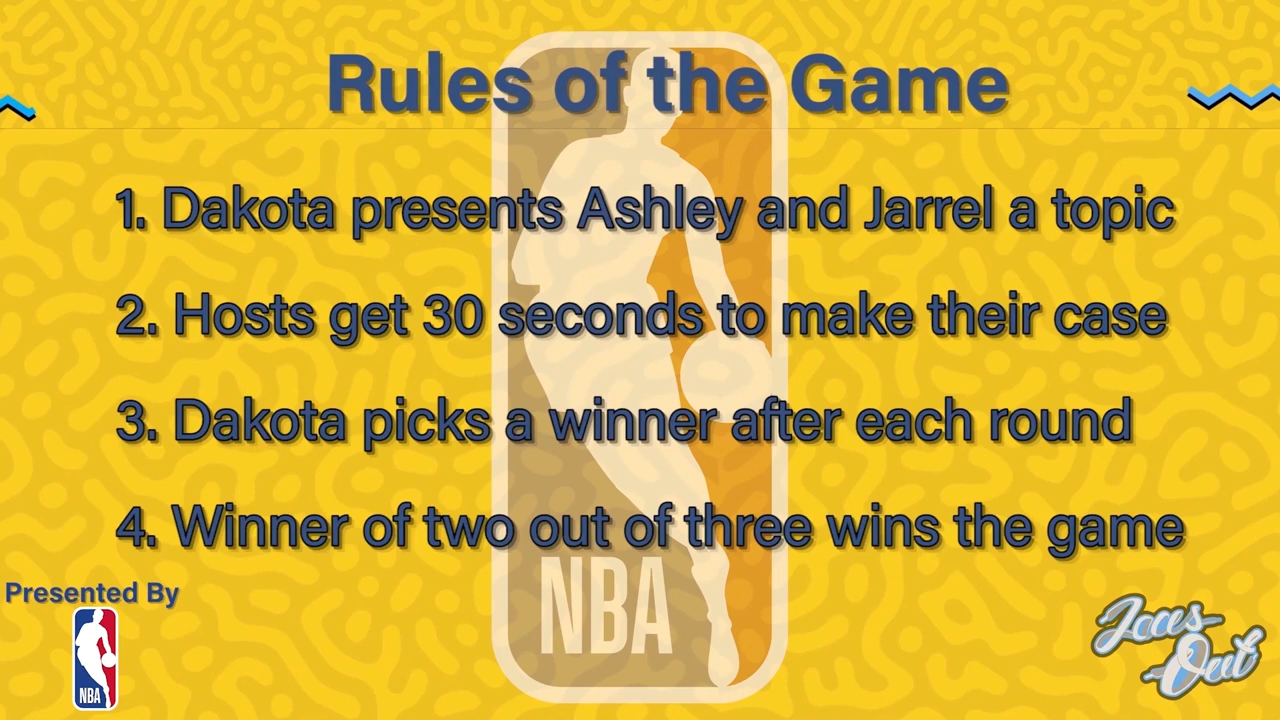 Rules of the Game
1. Dakota presents Ashley and Jarrel a topic
2. Hosts get 30 seconds to make their case
3. Dakota picks a winner after each round
4. Winner of two out of three wins the game
NBA
Presented By
NBA
Out